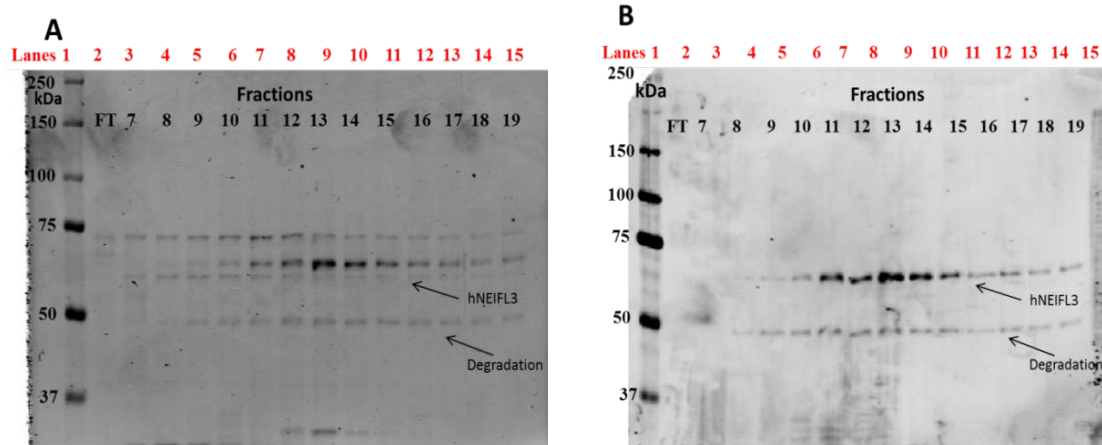 A
Lanes 1 2 3 4 5 6 7 8 9 10 11 12 13 14 15
250
kDa
Fractions
150
FT 7 8 9 10 11 12 13 14 15 16 17 18 19
100
75
hNEIFL3
50
Degradation
37
B
Lanes 1 2 3 4 5 6 7 8 9 10 11 12 13 14 15
250
kDa
Fractions
FT 7 8 9 10 11 12 13 14 15 16 17 18 19
150
100
75
hNEIFL3
50
Degradation
37